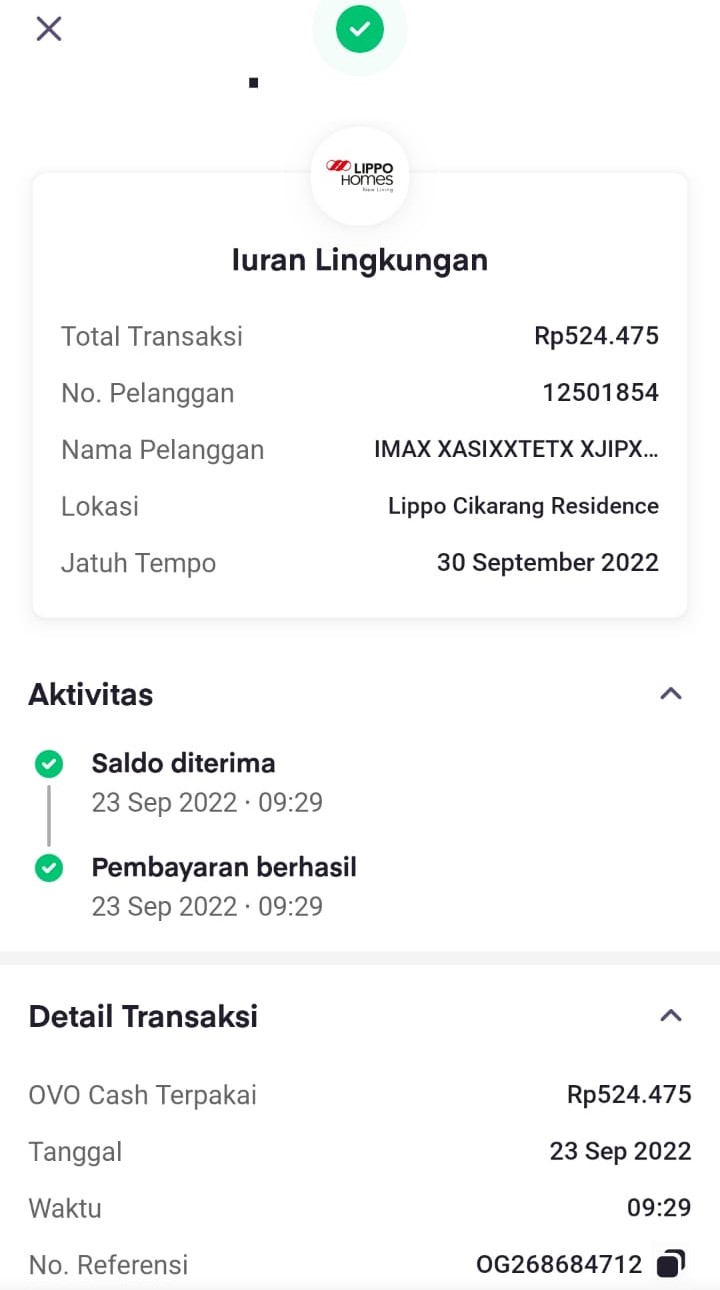 LIPPO
HOMES
New Living
Iuran Lingkungan
Total Transaksi Rp524.475
No. Pelanggan 12501854
Nama Pelanggan IMAX XASIXXTETX XJIPX...
Lokasi Lippo Cikarang Residence
Jatuh Tempo 30 September 2022
Aktivitas
Saldo diterima
23 Sep 2022 · 09:29
Pembayaran berhasil
23 Sep 2022 · 09:29
Detail Transaksi
OVO Cash Terpakai Rp524.475
Tanggal 23 Sep 2022
Waktu 09:29
No. Referensi OG268684712